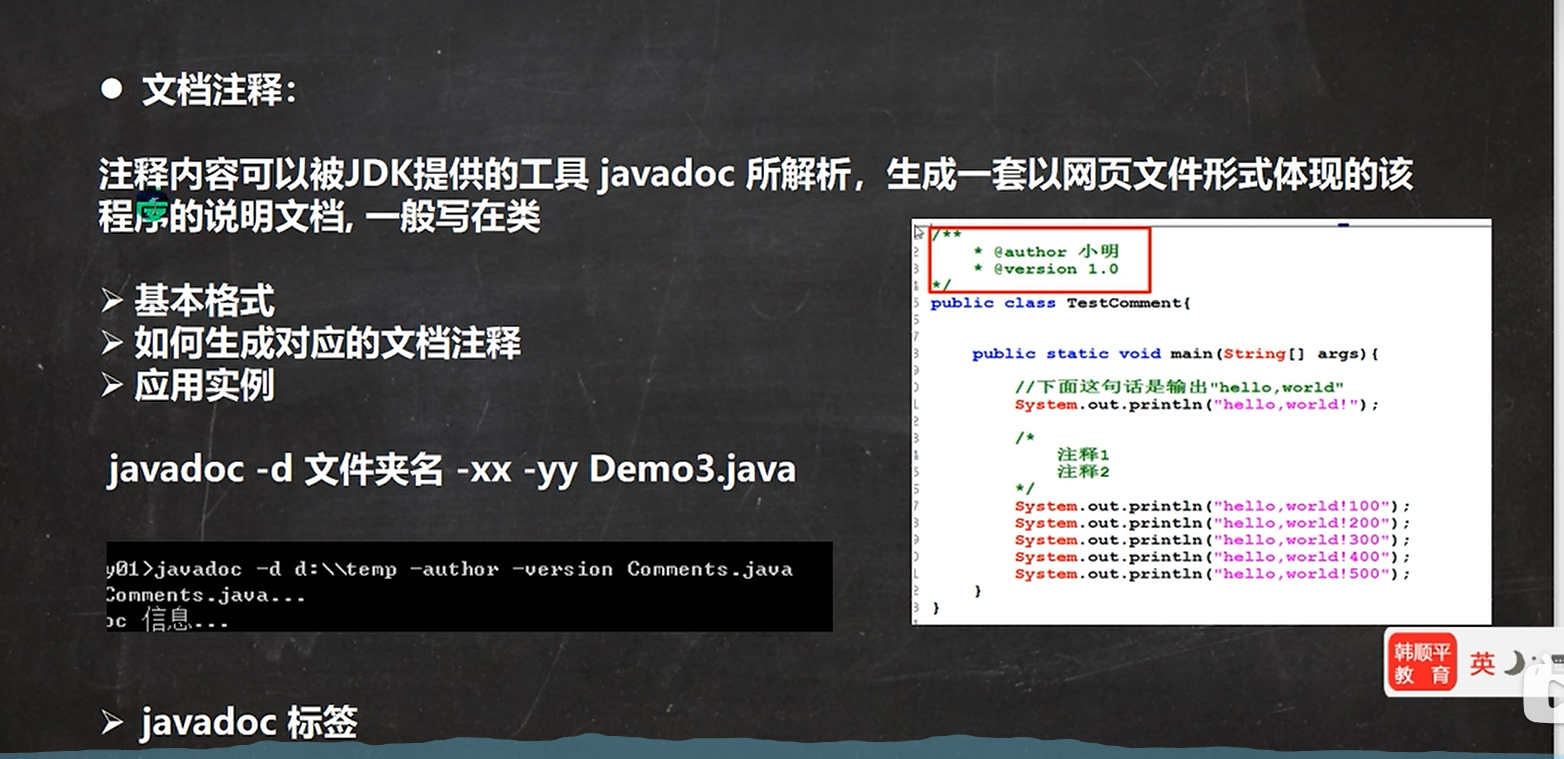 ● 文档注释：
注释内容可以被JDK提供的工具 javadoc 所解析，生成一套以网页文件形式体现的该
程序的说明文档, 一般写在类
➢ 基本格式
➢ 如何生成对应的文档注释
➢ 应用实例
javadoc -d 文件夹名 -xx -yy Demo3.java
y01>javadoc -d d:\\temp -author -version Comments.java
Comments.java...
oc 信息...
➢ javadoc 标签
/**
* @author 小明
* @version 1.0
*/
public class TestComment{
public static void main(String[] args){
//下面这句话是输出"hello,world"
System.out.println("hello,world!");
/*
注释1
注释2
*/
System.out.println("hello,world!100");
System.out.println("hello,world!200");
System.out.println("hello,world!300");
System.out.println("hello,world!400");
System.out.println("hello,world!500");
}
}
韩顺平
教 育
英